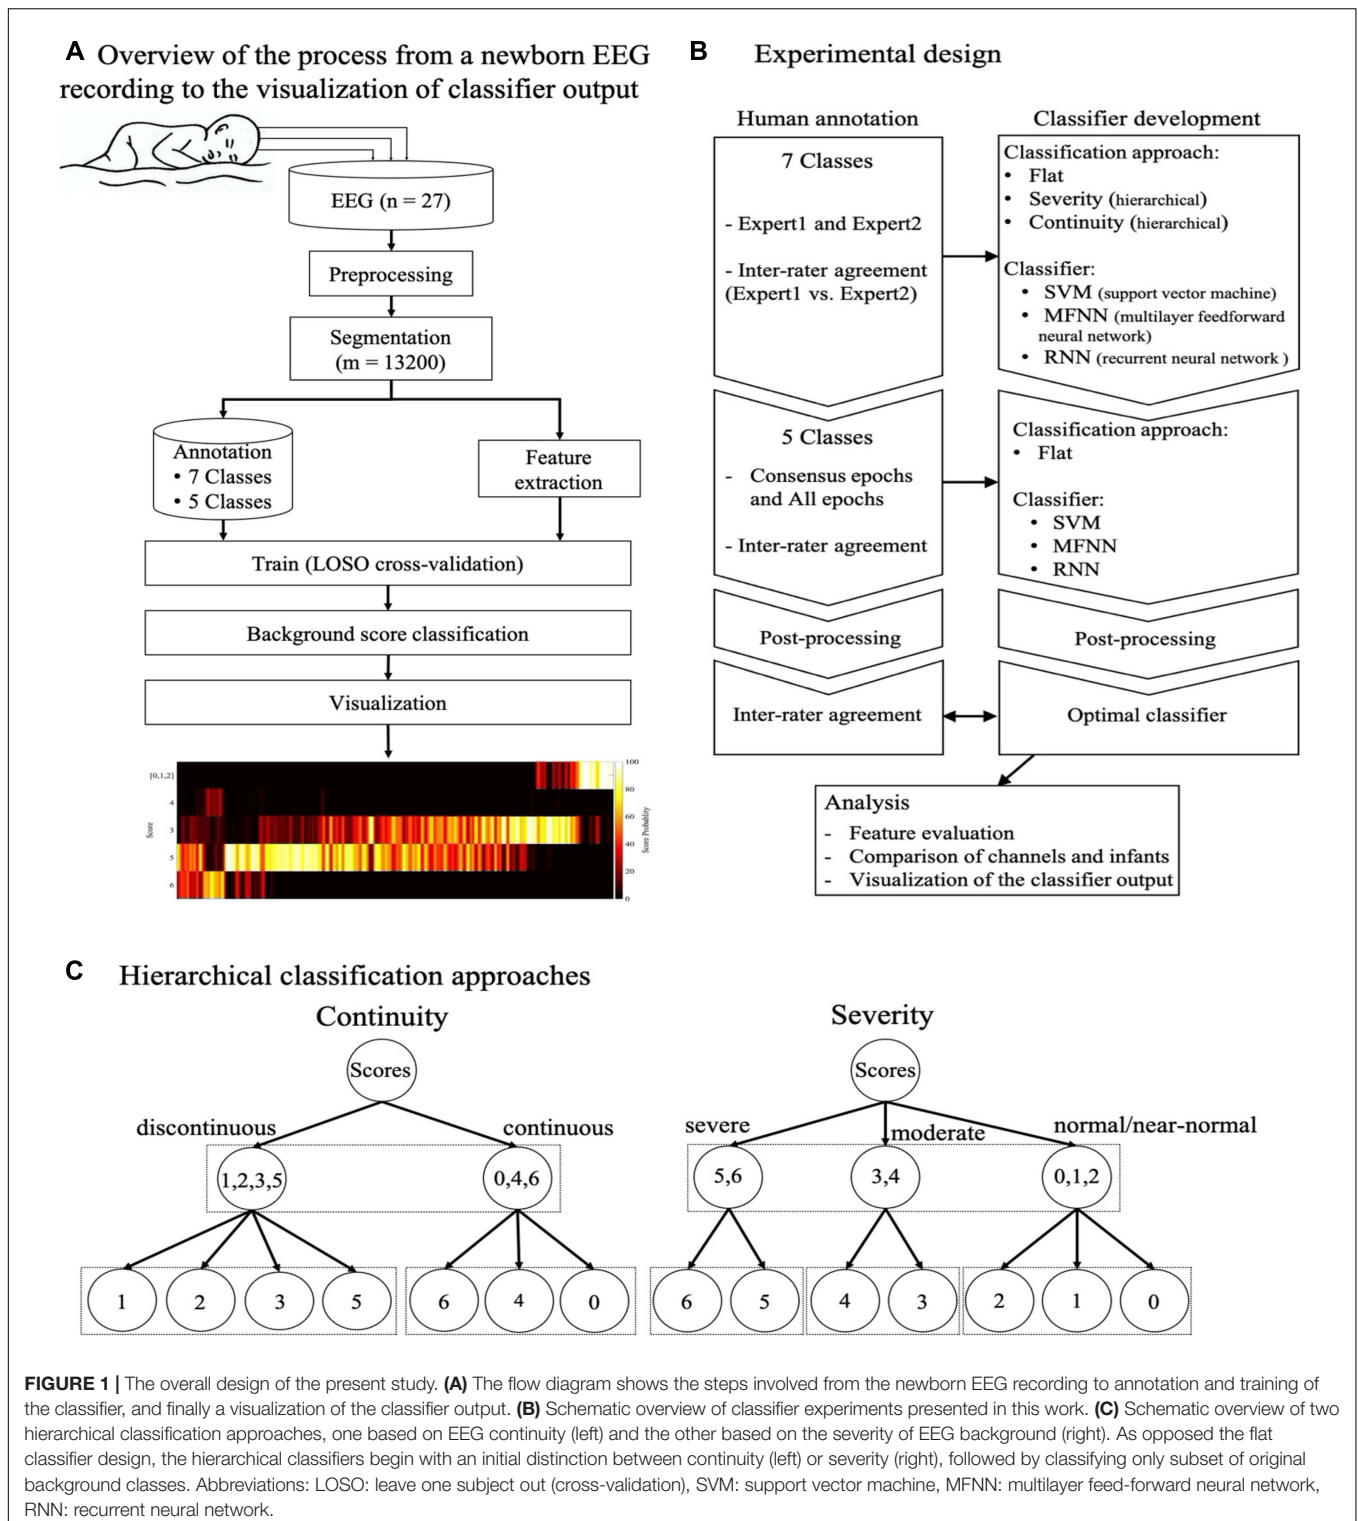 A Overview of the process from a newborn EEG
recording to the visualization of classifier output
EEG (n = 27)
Preprocessing
Segmentation
(m = 13200)
Annotation
• 7 Classes
• 5 Classes
Feature
extraction
Train (LOSO cross-validation)
Background score classification
Visualization
[0,1,2]
4
3
5
6
Score
100
80
60
40
20
0
Score Probability
B Experimental design
Human annotation
7 Classes
- Expert1 and Expert2
- Inter-rater agreement
(Expert1 vs. Expert2)
5 Classes
- Consensus epochs
and All epochs
- Inter-rater agreement
Post-processing
Inter-rater agreement
Classifier development
Classification approach:
• Flat
• Severity (hierarchical)
• Continuity (hierarchical)
Classifier:
• SVM (support vector machine)
• MFNN (multilayer feedforward
neural network)
• RNN (recurrent neural network )
Classification approach:
• Flat
Classifier:
• SVM
• MFNN
• RNN
Post-processing
Optimal classifier
Analysis
- Feature evaluation
- Comparison of channels and infants
- Visualization of the classifier output
C Hierarchical classification approaches
Continuity
Scores
discontinuous
continuous
1,2,3,5
0,4,6
1
2
3
5
6
4
0
Severity
Scores
severe
moderate
normal/near-normal
5,6
3,4
0,1,2
6
5
4
3
2
1
0
FIGURE 1 | The overall design of the present study. (A) The flow diagram shows the steps involved from the newborn EEG recording to annotation and training of
the classifier, and finally a visualization of the classifier output. (B) Schematic overview of classifier experiments presented in this work. (C) Schematic overview of two
hierarchical classification approaches, one based on EEG continuity (left) and the other based on the severity of EEG background (right). As opposed the flat
classifier design, the hierarchical classifiers begin with an initial distinction between continuity (left) or severity (right), followed by classifying only subset of original
background classes. Abbreviations: LOSO: leave one subject out (cross-validation), SVM: support vector machine, MFNN: multilayer feed-forward neural network,
RNN: recurrent neural network.